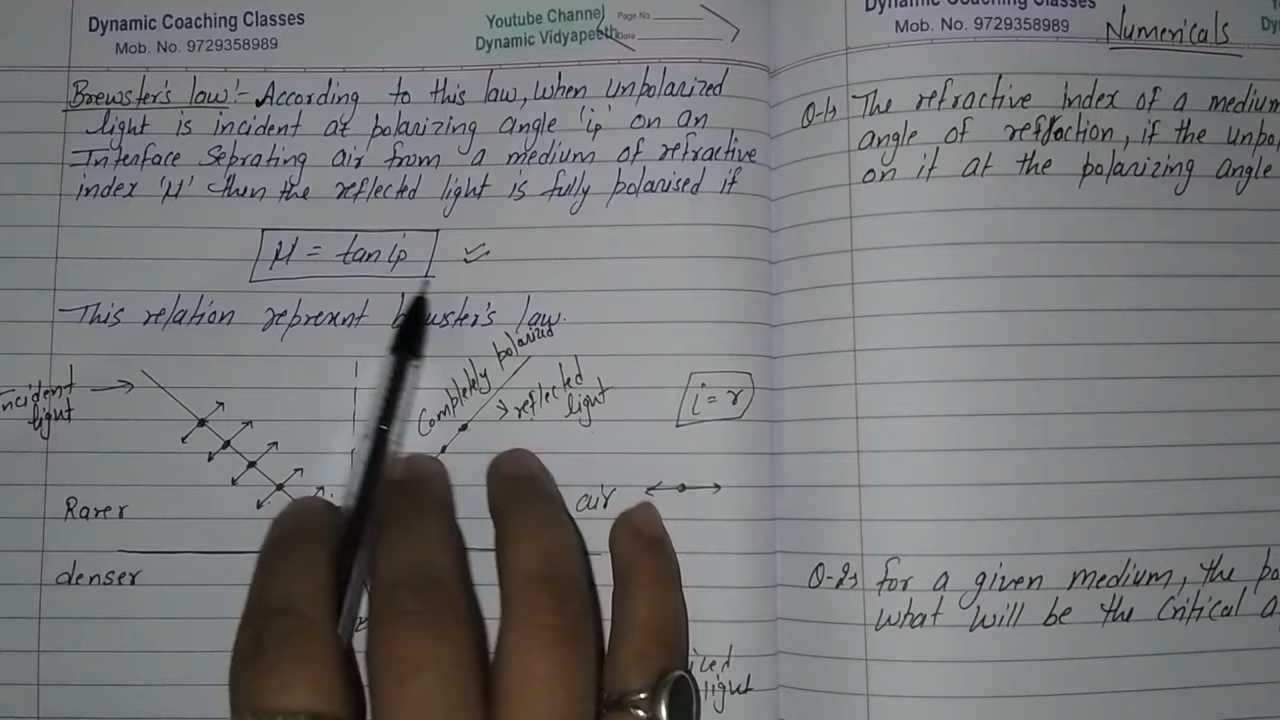 Dynamic Coaching Classes
Mob. No. 9729358989
Youtube Channel
Dynamic Vidyapeeth
Page No.
Date
Brewster's law:- According to this law, when unpolarized
light is incident at polarizing angle 'ip' on an
Interface seprating air from a medium of refractive
index 'μ' then the reflected light is fully polarised if
μ = tan ip
This relation represent brewster's law.
Incident
light
Completely polarized
reflected
light
i = r
Rarer
air
denser
light
Dynamic Coaching Classes
Mob. No. 9729358989
Numericals
Q-1) The refractive index of a medium
angle of reflection, if the unpo
on it at the polarizing angle
Q-2) for a given medium, the po
what will be the critical a